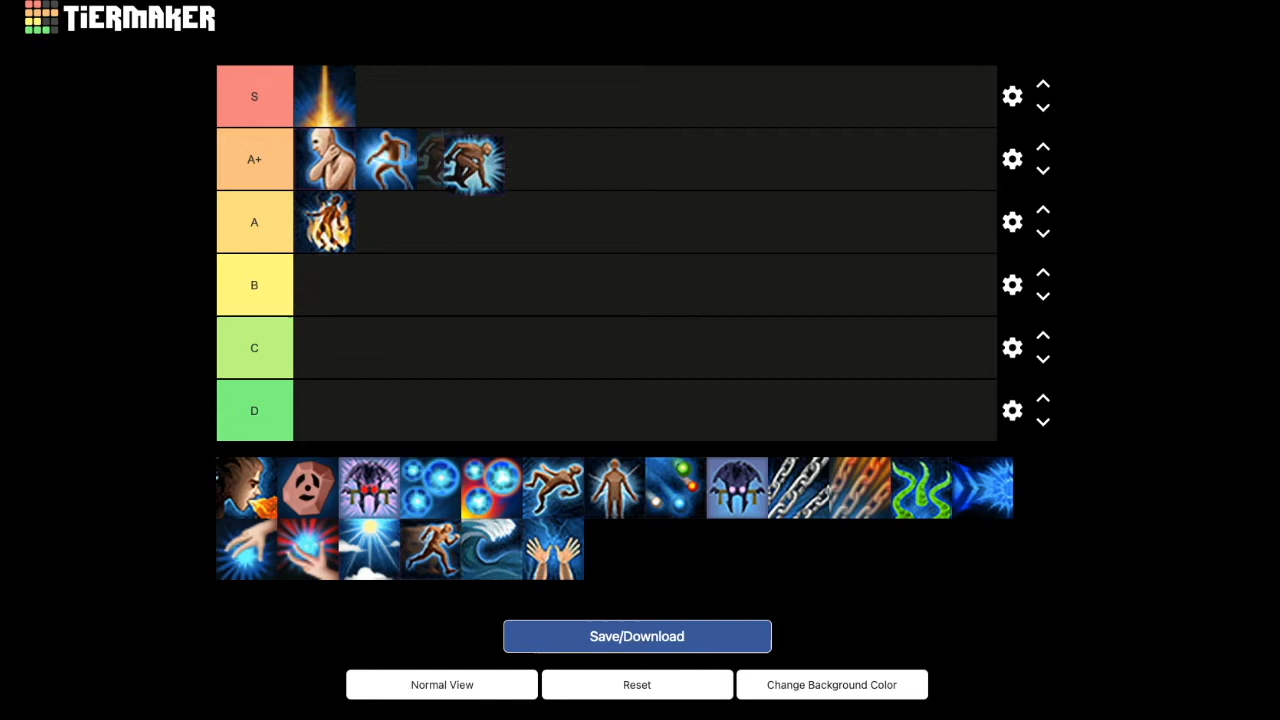 TiERMAKER
S
A+
A
B
C
D
Save/Download
Normal View
Reset
Change Background Color